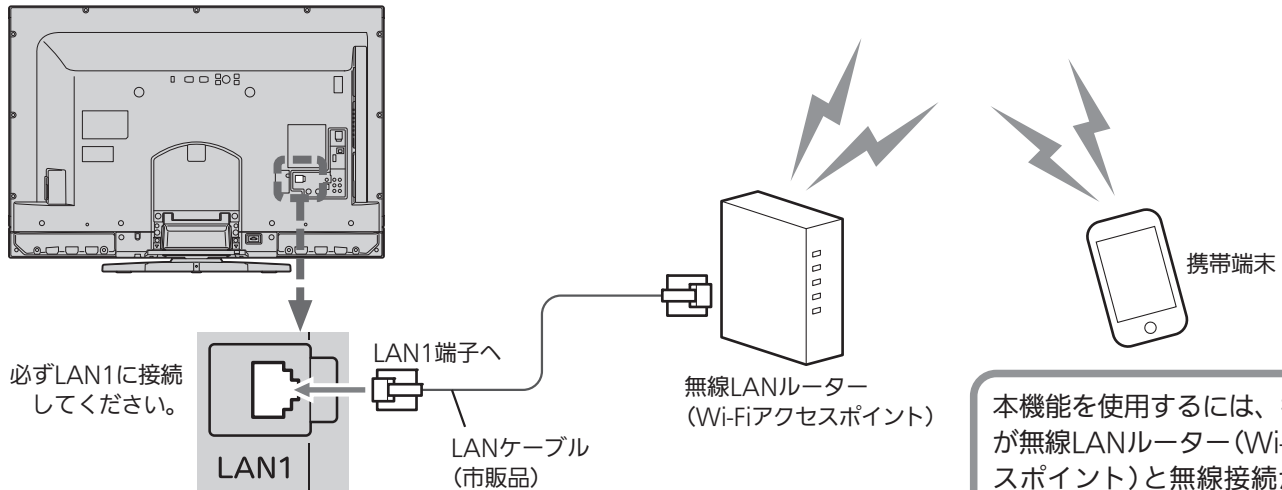 必ずLAN1に接続
してください。
LAN1
LAN1端子へ
LANケーブル
(市販品)
無線LANルーター
(Wi-Fiアクセスポイント)
携帯端末
本機能を使用するには、
が無線LANルーター(Wi-
スポイント)と無線接続